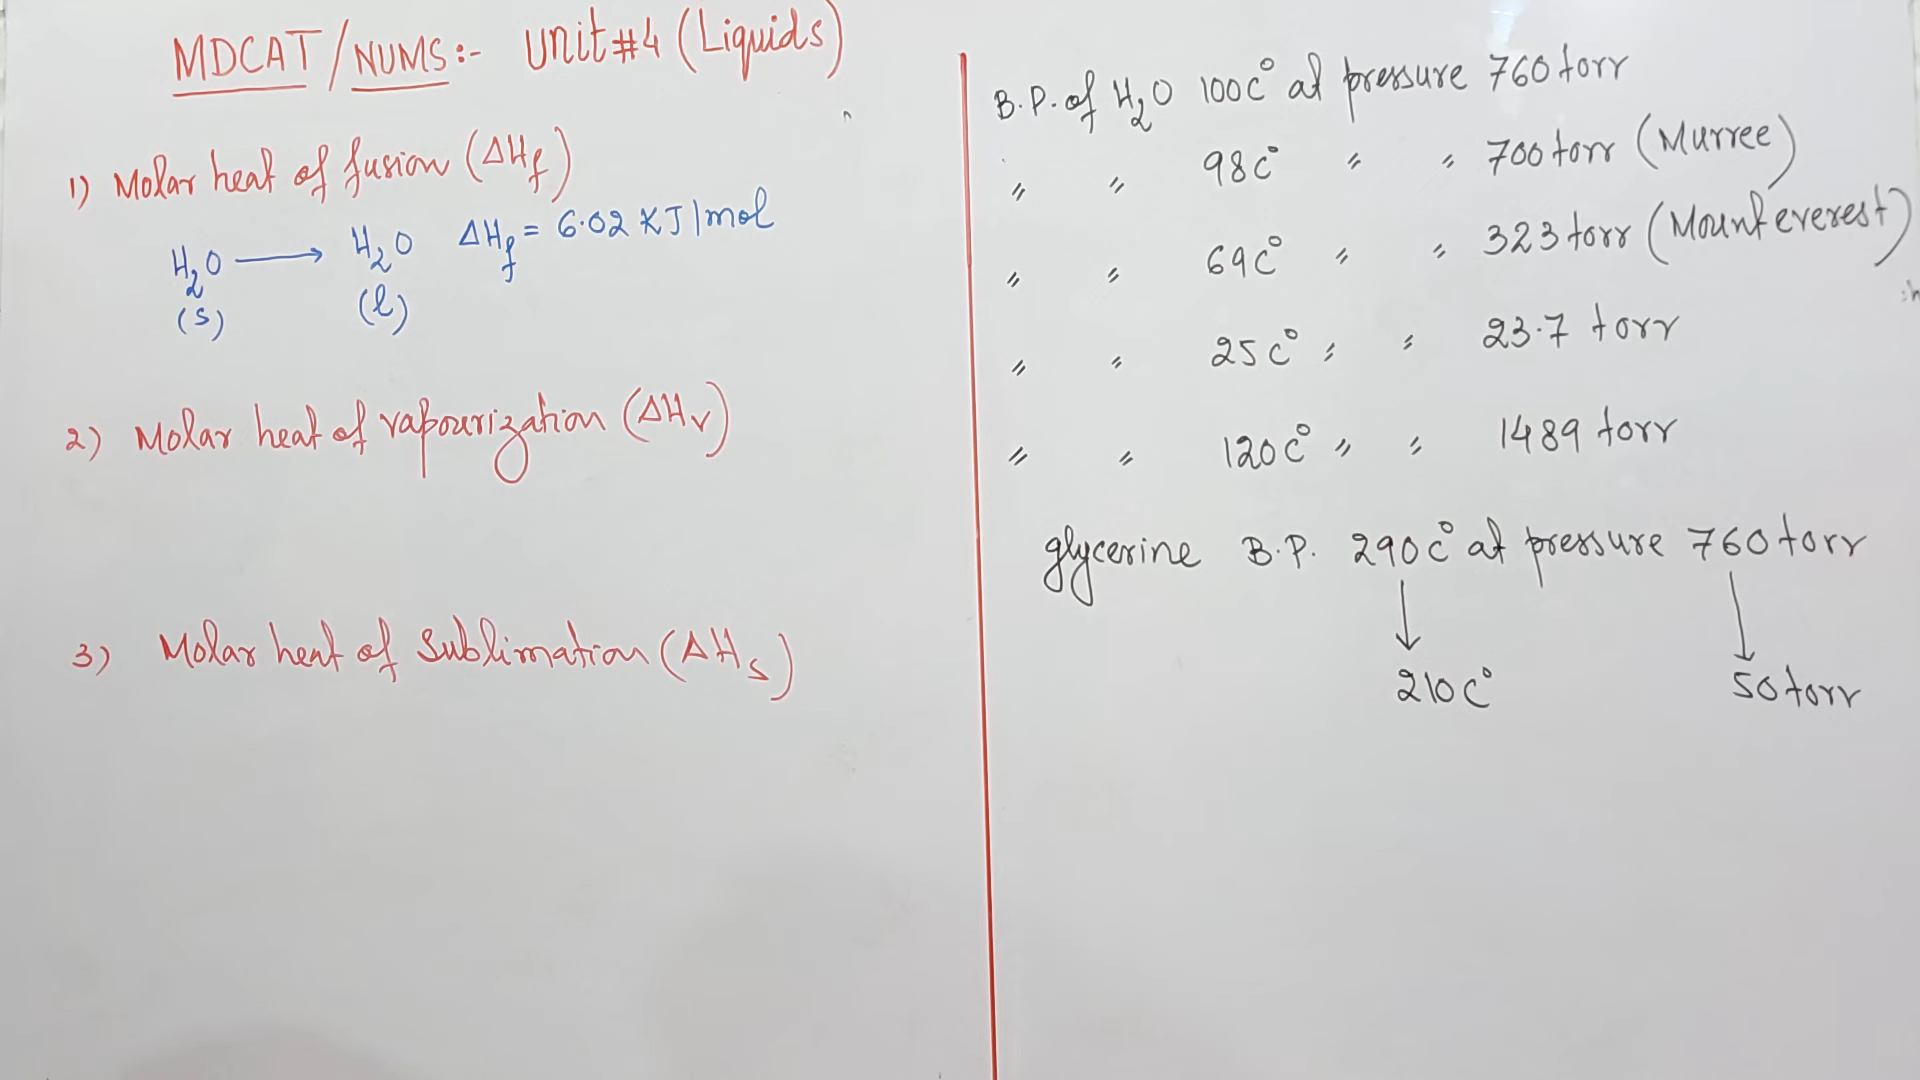 MDCAT/NUMS:- Unit#4 (Liquids)
1) Molar heat of fusion (ΔHf)
H₂O ⟶ H₂O ΔHf = 6.02 KJ/mol
(s) (l)
2) Molar heat of vapourization (ΔHv)
3) Molar heat of Sublimation (ΔHs)
B.P. of H₂O 100C° at pressure 760 torr
〃 〃 98C° 〃 〃 700 torr (Murree)
〃 〃 69C° 〃 〃 323 torr (Mount everest)
〃 〃 25C° 〃 〃 23.7 torr
〃 〃 120C° 〃 〃 1489 torr
glycerine B.P. 290C° at pressure 760 torr
↓ ↓
210C° 50 torr